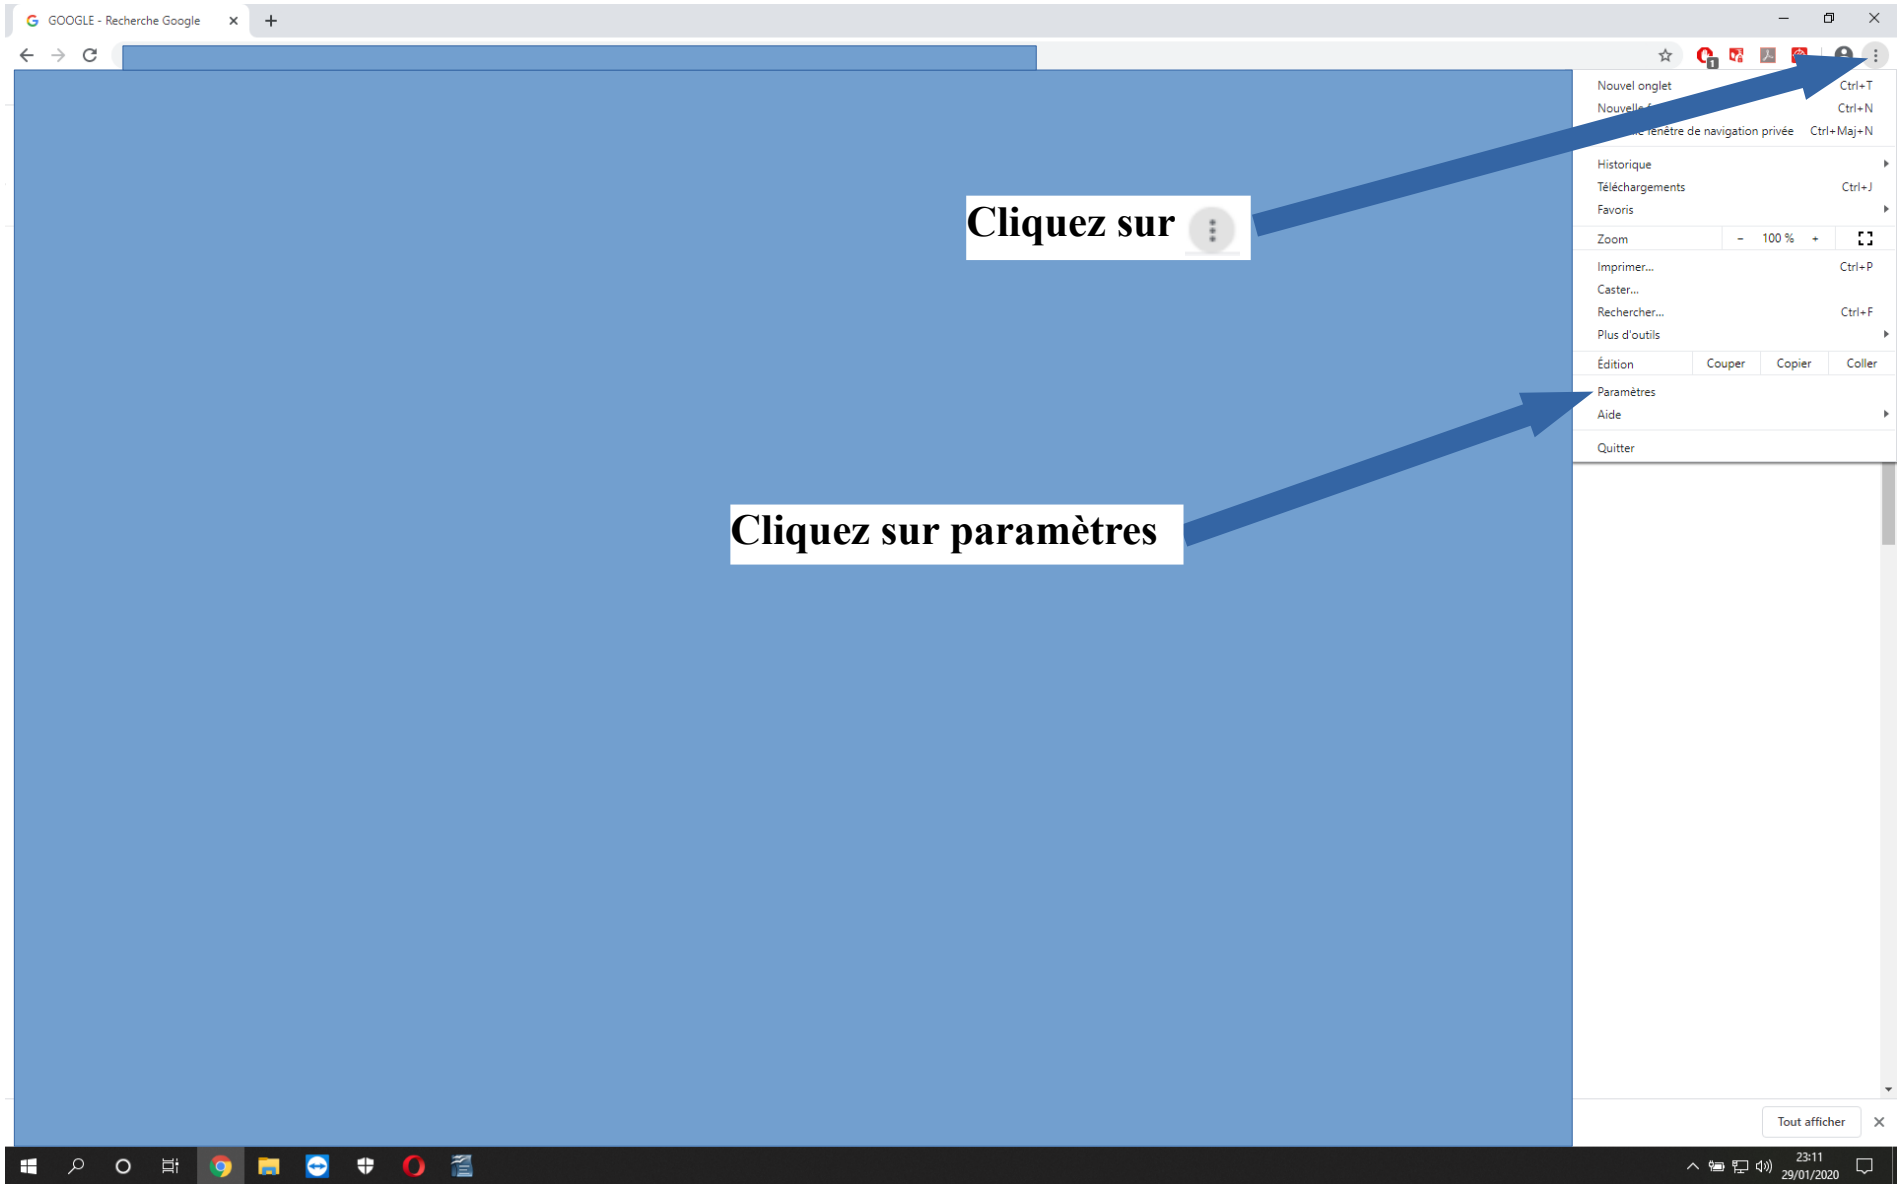 GOOGLE - Recherche Google
1
Nouvel onglet Ctrl+T
Nouvelle Ctrl+N
fenêtre de navigation privée Ctrl+Maj+N
Historique
Téléchargements Ctrl+J
Favoris
Zoom - 100 % +
Imprimer... Ctrl+P
Caster...
Rechercher... Ctrl+F
Plus d'outils
Édition Couper Copier Coller
Paramètres
Aide
Quitter
Cliquez sur
Cliquez sur paramètres
Tout afficher
23:11
29/01/2020